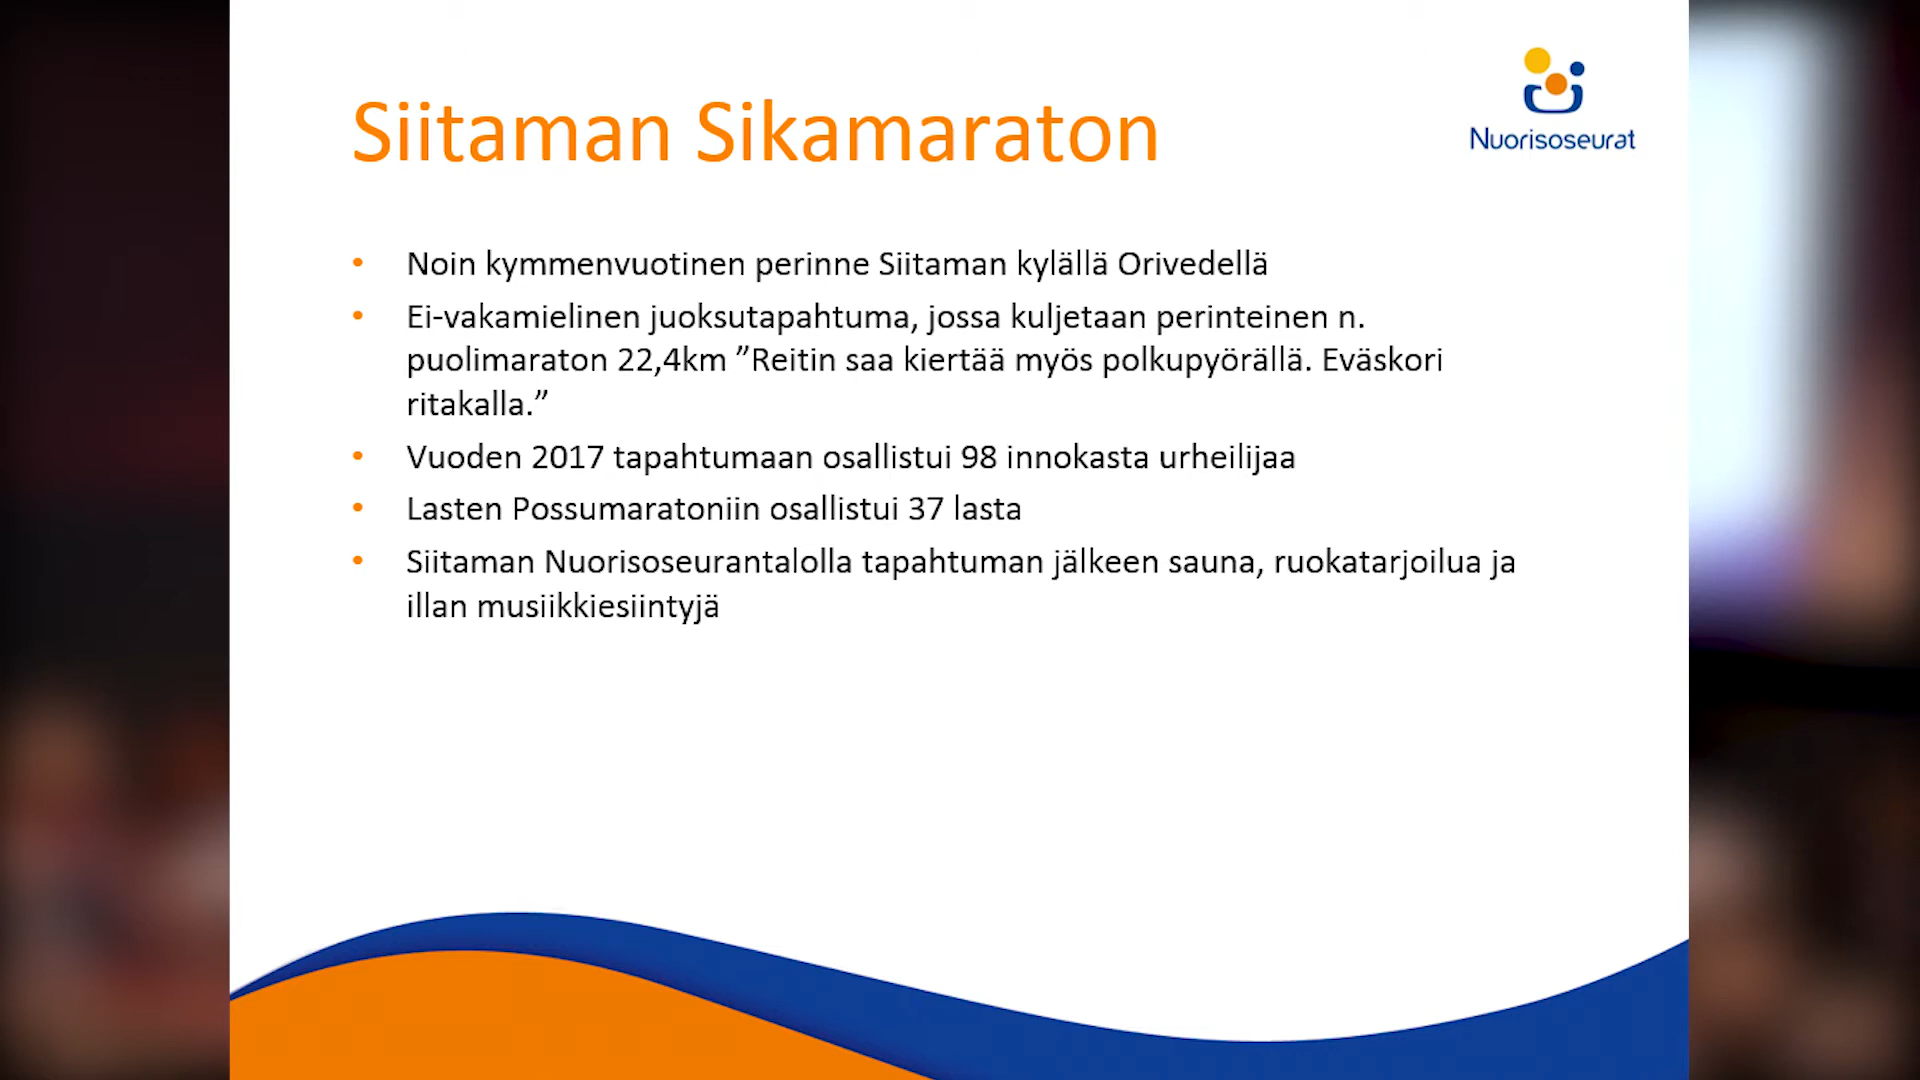 Siitaman Sikamaraton
Nuorisoseurat
• Noin kymmenvuotinen perinne Siitaman kylällä Orivedellä
• Ei-vakamielinen juoksutapahtuma, jossa kuljetaan perinteinen n.
puolimaraton 22,4km ”Reitin saa kiertää myös polkupyörällä. Eväskori
ritakalla.”
• Vuoden 2017 tapahtumaan osallistui 98 innokasta urheilijaa
• Lasten Possumaratoniin osallistui 37 lasta
• Siitaman Nuorisoseurantalolla tapahtuman jälkeen sauna, ruokatarjoilua ja
illan musiikkiesiintyjä